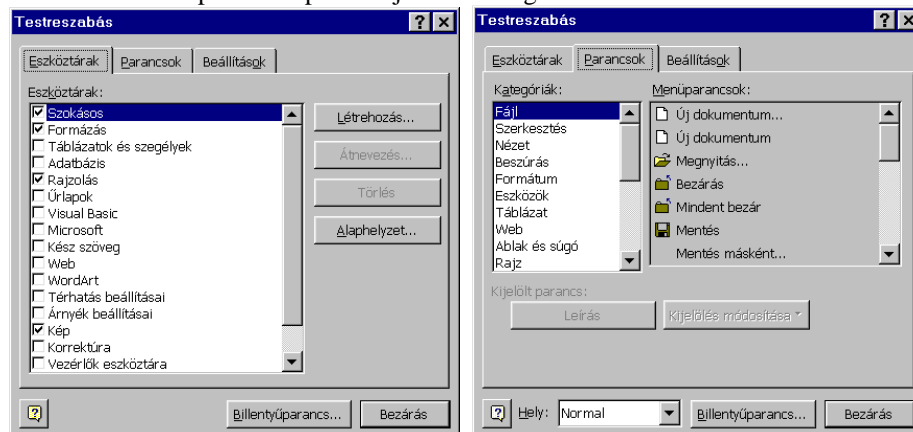 Testreszabás
Eszköztárak Parancsok Beállítások
Eszköztárak:
Szokásos
Formázás
Táblázatok és szegélyek
Adatbázis
Rajzolás
Űrlapok
Visual Basic
Microsoft
Kész szöveg
Web
WordArt
Térhatás beállításai
Árnyék beállításai
Kép
Korrektúra
Vezérlők eszköztára
Létrehozás...
Átnevezés...
Törlés
Alaphelyzet...
Billentyűparancs... Bezárás
Testreszabás
Eszköztárak Parancsok Beállítások
Kategóriák:
Fájl
Szerkesztés
Nézet
Beszúrás
Formátum
Eszközök
Táblázat
Web
Ablak és súgó
Rajz
Menüparancsok:
Új dokumentum...
Új dokumentum
Megnyitás...
Bezárás
Mindent bezár
Mentés
Mentés másként...
Kijelölt parancs:
Leírás Kijelölés módosítása
Hely: Normal Billentyűparancs... Bezárás